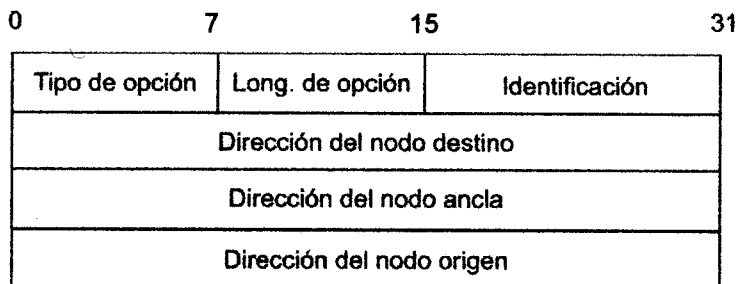 0 7 15 31
Tipo de opción Long. de opción Identificación
Dirección del nodo destino
Dirección del nodo ancla
Dirección del nodo origen